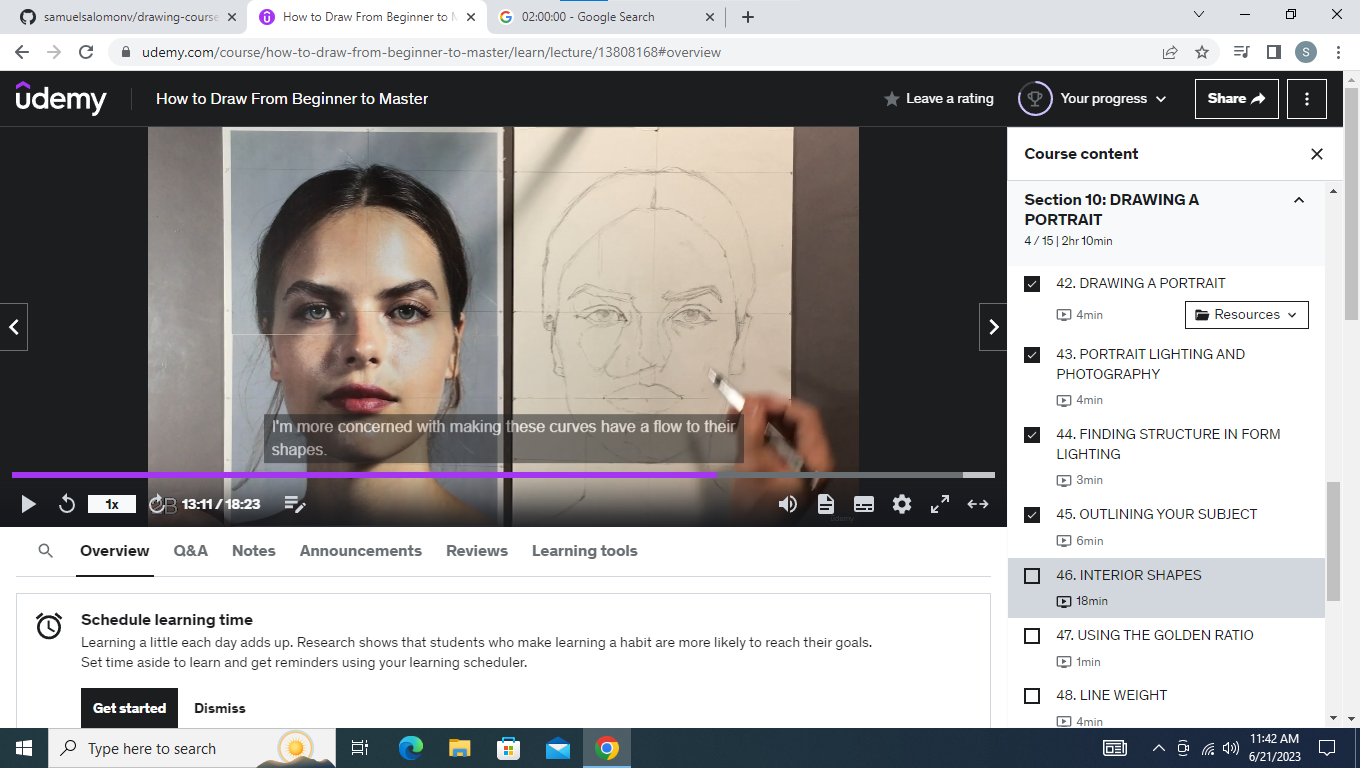 samuelsalomonv/drawing-course
How to Draw From Beginner to M
02:00:00 - Google Search
udemy.com/course/how-to-draw-from-beginner-to-master/learn/lecture/13808168#overview
S
udemy
How to Draw From Beginner to Master
Leave a rating
Your progress
Share
I'm more concerned with making these curves have a flow to their
shapes.
1x
13:11 / 18:23
Udemy
Course content
Section 10: DRAWING A
PORTRAIT
4 / 15 | 2hr 10min
42. DRAWING A PORTRAIT
4min
Resources
43. PORTRAIT LIGHTING AND
PHOTOGRAPHY
4min
44. FINDING STRUCTURE IN FORM
LIGHTING
3min
45. OUTLINING YOUR SUBJECT
6min
46. INTERIOR SHAPES
18min
47. USING THE GOLDEN RATIO
1min
48. LINE WEIGHT
4min
Overview
Q&A
Notes
Announcements
Reviews
Learning tools
Schedule learning time
Learning a little each day adds up. Research shows that students who make learning a habit are more likely to reach their goals.
Set time aside to learn and get reminders using your learning scheduler.
Get started
Dismiss
Type here to search
11:42 AM
6/21/2023